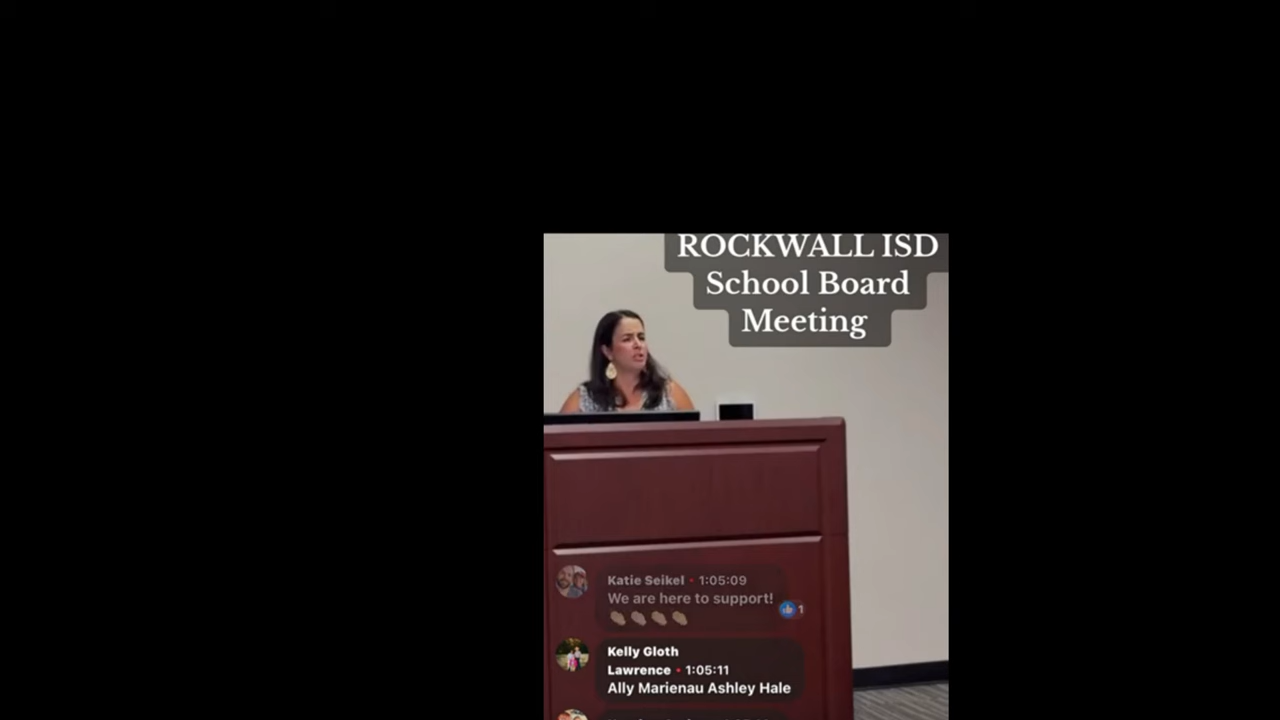 ROCKWALL ISD
School Board
Meeting
Katie Seikel • 1:05:09
We are here to support!
1
Kelly Gloth
Lawrence • 1:05:11
Ally Marienau Ashley Hale